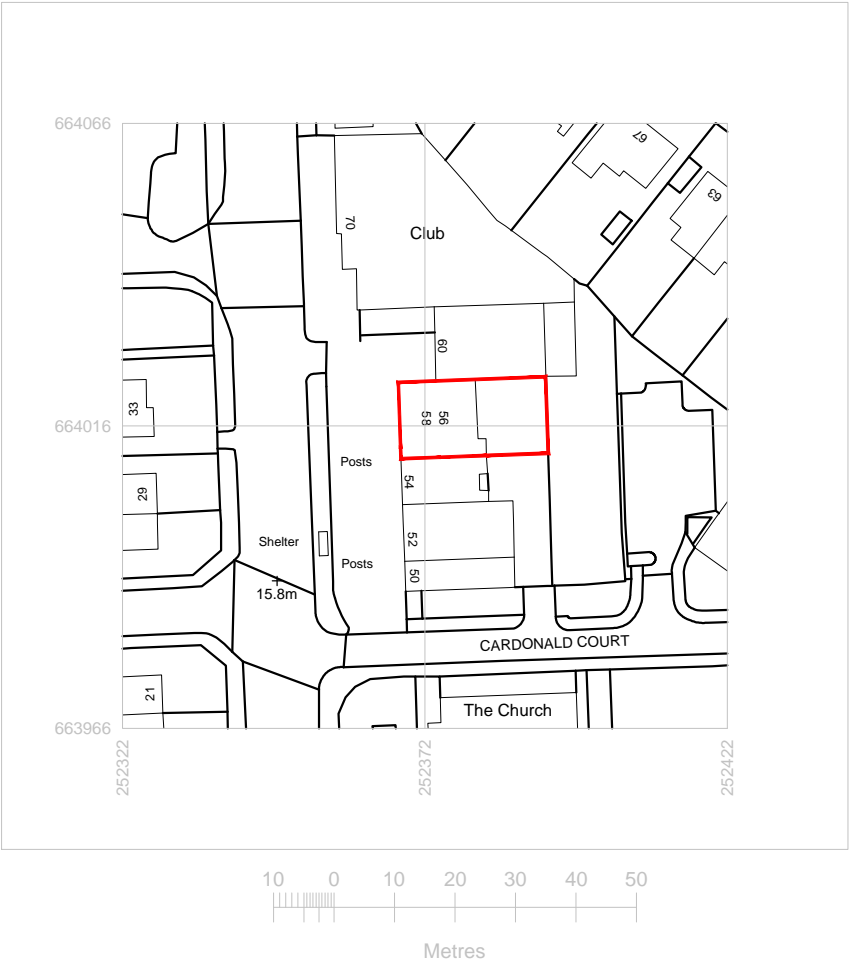 664066
67
63
70
Club
60
33
58
56
664016
Posts
54
29
52
Shelter
Posts
50
15.8m
CARDONALD COURT
21
The Church
663966
252322
252372
252422
10 0 10 20 30 40 50
Metres